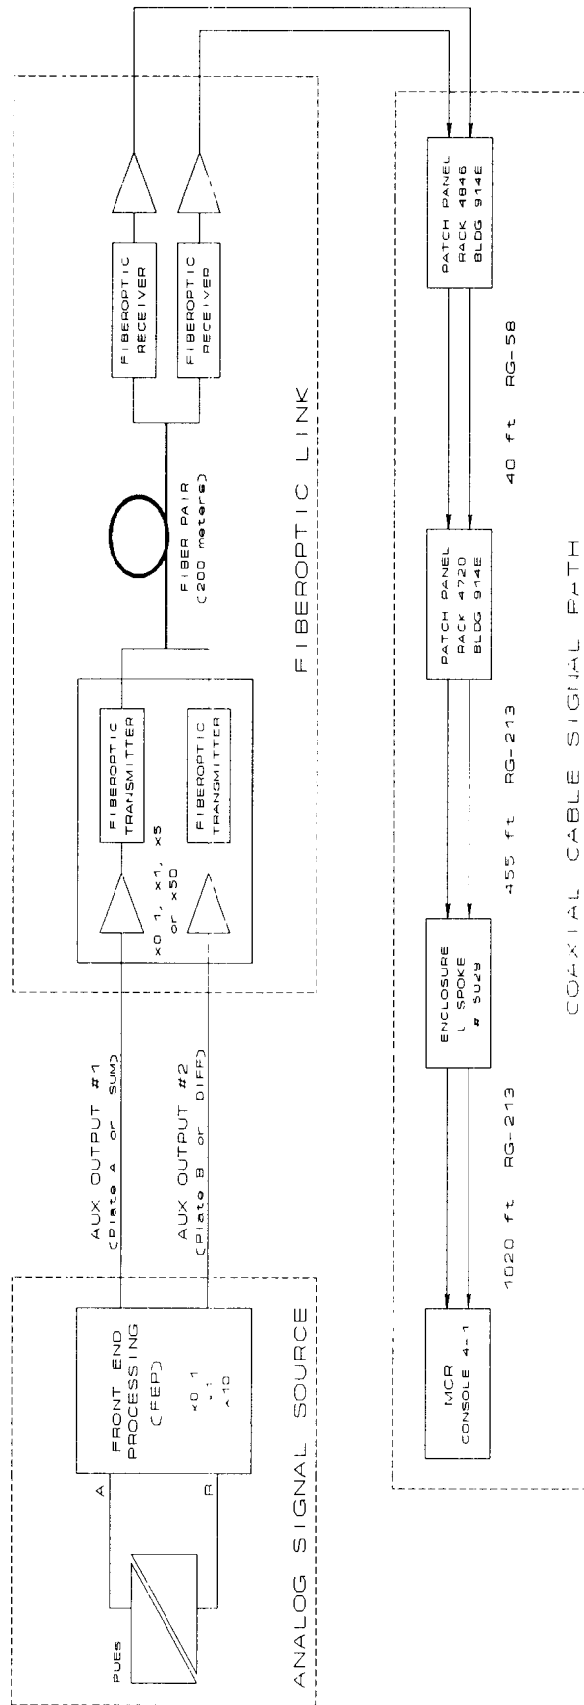 PUES
A
FRONT END
PROCESSING
(FEP)
x0.1
x1
x10
ANALOG SIGNAL SOURCE
AUX OUTPUT #1
(Plate A or SUM)
AUX OUTPUT #2
(Plate B or DIFF)
x0.1, x1, x5
or x50
FIBEROPTIC
TRANSMITTER
FIBEROPTIC
TRANSMITTER
FIBER PAIR
(200 meters)
FIBEROPTIC
RECEIVER
FIBEROPTIC
RECEIVER
FIBEROPTIC LINK
MCR
CONSOLE 4-1
1020 ft RG-213
ENCLOSURE
L SPOKE
455 ft RG-213
PATCH PANEL
RACK 4720
BLDG 914E
40 ft RG-58
PATCH PANEL
RACK 4846
BLDG 914E
COAXIAL CABLE SIGNAL PATH